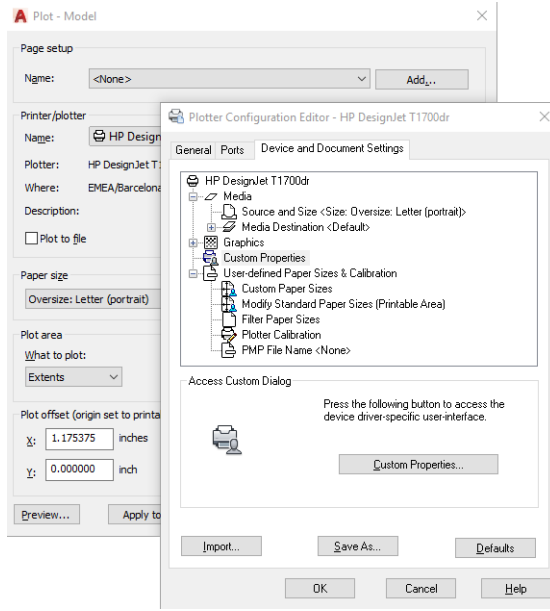 Plot - Model
Page setup
Name: <None> Add...
Printer/plotter
Name: HP Design
Plotter: HP DesignJet T1
Where: EMEA/Barcelona
Description:
Plot to file
Paper size
Oversize: Letter (portrait)
Plot area
What to plot:
Extents
Plot offset (origin set to printa
X: 1.175375 inches
Y: 0.000000 inch
Preview... Apply to
Plotter Configuration Editor - HP DesignJet T1700dr
General Ports Device and Document Settings
HP DesignJet T1700dr
Media
Source and Size <Size: Oversize: Letter (portrait)>
Media Destination <Default>
Graphics
Custom Properties
User-defined Paper Sizes & Calibration
Custom Paper Sizes
Modify Standard Paper Sizes (Printable Area)
Filter Paper Sizes
Plotter Calibration
PMP File Name <None>
Access Custom Dialog
Press the following button to access the
device driver-specific user-interface.
Custom Properties...
Import... Save As... Defaults
OK Cancel Help